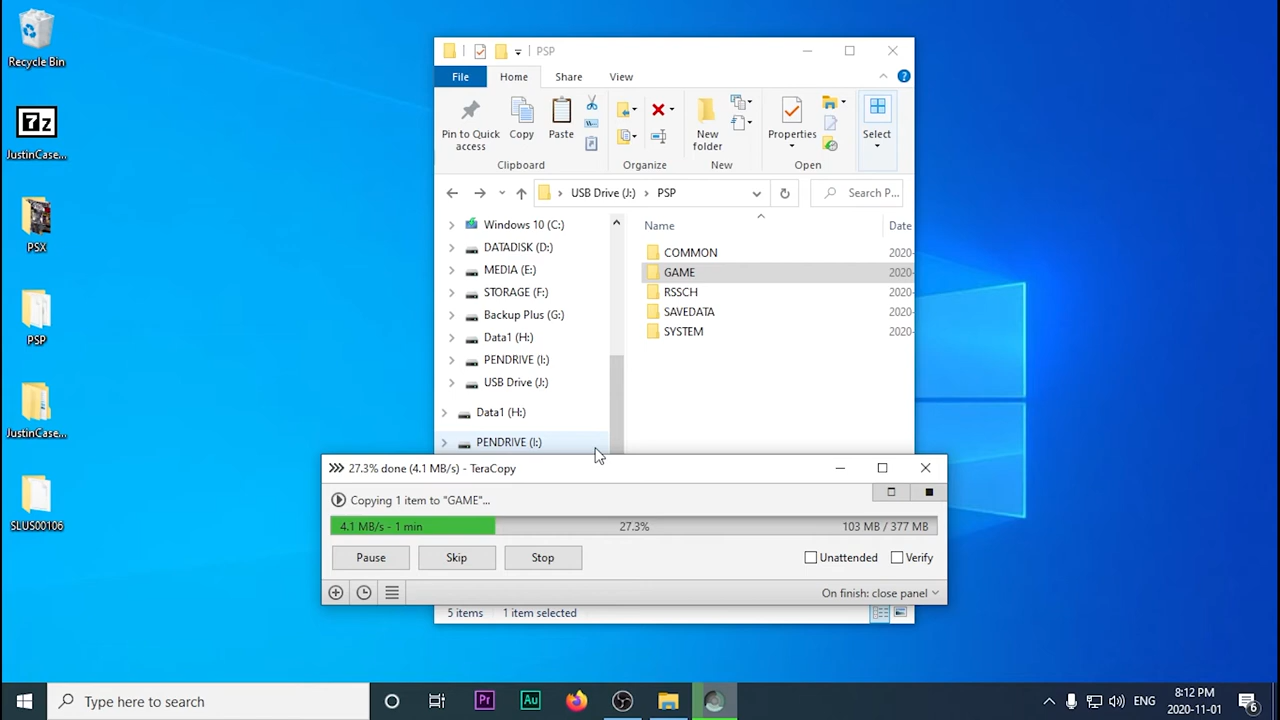 Recycle Bin
7z
JustinCase...
PSX
PSP
JustinCase...
SLUS00106
PSP
File
Home
Share
View
Pin to Quick access
Copy
Paste
New folder
Properties
Select
Clipboard
Organize
New
Open
USB Drive (J:)
PSP
Search P...
Windows 10 (C:)
DATADISK (D:)
MEDIA (E:)
STORAGE (F:)
Backup Plus (G:)
Data1 (H:)
PENDRIVE (I:)
USB Drive (J:)
Data1 (H:)
PENDRIVE (I:)
Name
Date
COMMON
2020-
GAME
2020-
RSSCH
2020-
SAVEDATA
2020-
SYSTEM
2020-
27.3% done (4.1 MB/s) - TeraCopy
Copying 1 item to "GAME"...
4.1 MB/s - 1 min
27.3%
103 MB / 377 MB
Pause
Skip
Stop
Unattended
Verify
On finish: close panel
5 items
1 item selected
Type here to search
Pr
Au
ENG
8:12 PM
2020-11-01
6